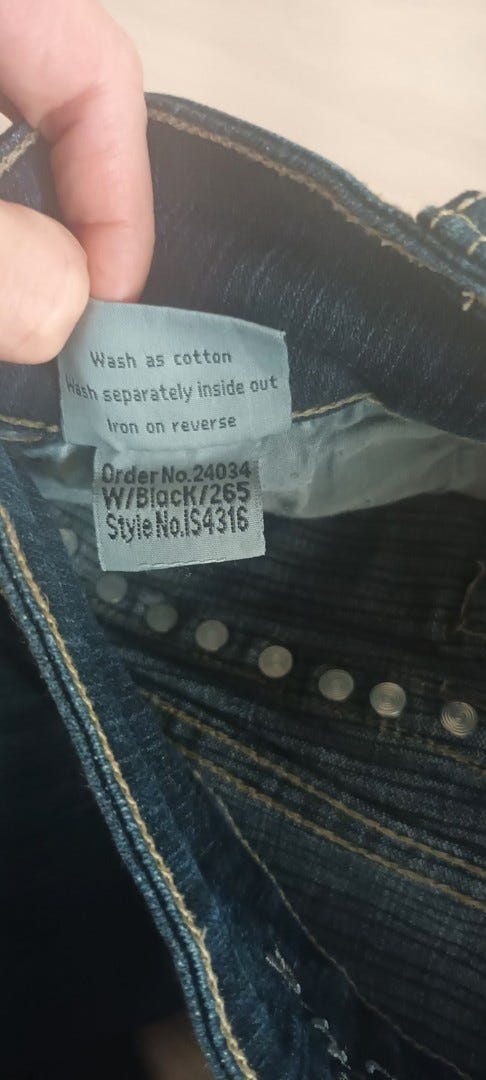 Wash as cotton
Wash separately inside out
Iron on reverse
Order No.24034
W/BlacK/265
Style No.IS4316